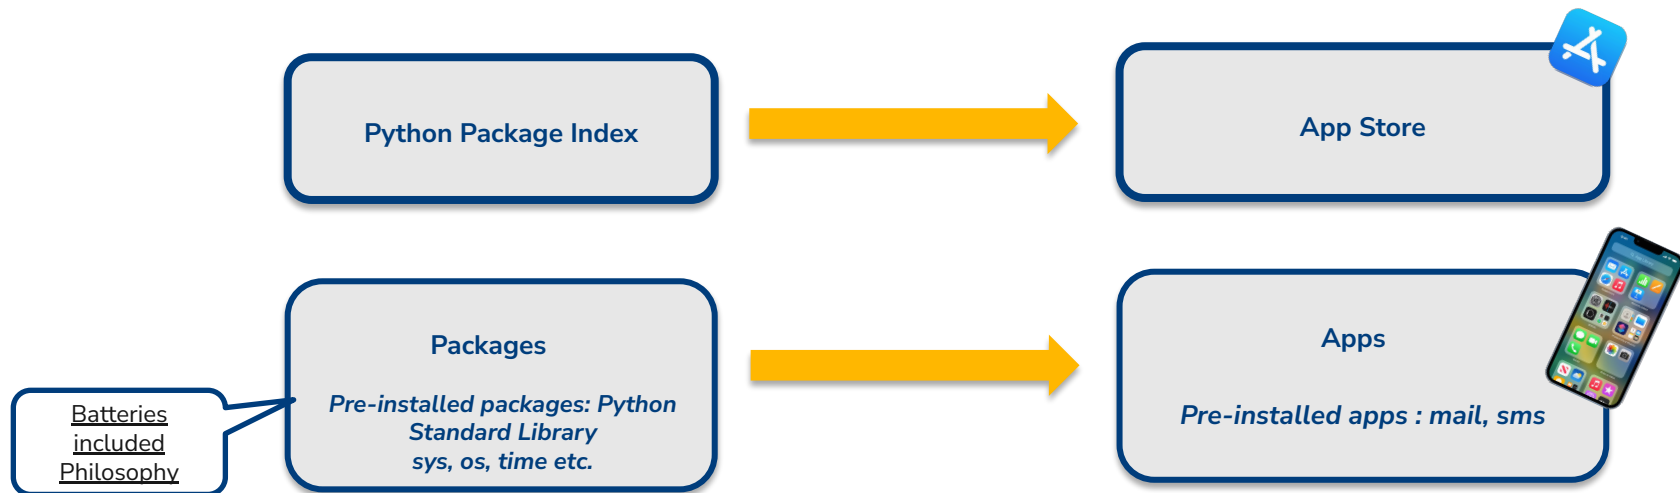 Python Package Index
App Store
Packages
Pre-installed packages: Python
Standard Library
sys, os, time etc.
Apps
Pre-installed apps : mail, sms
Batteries
included
Philosophy